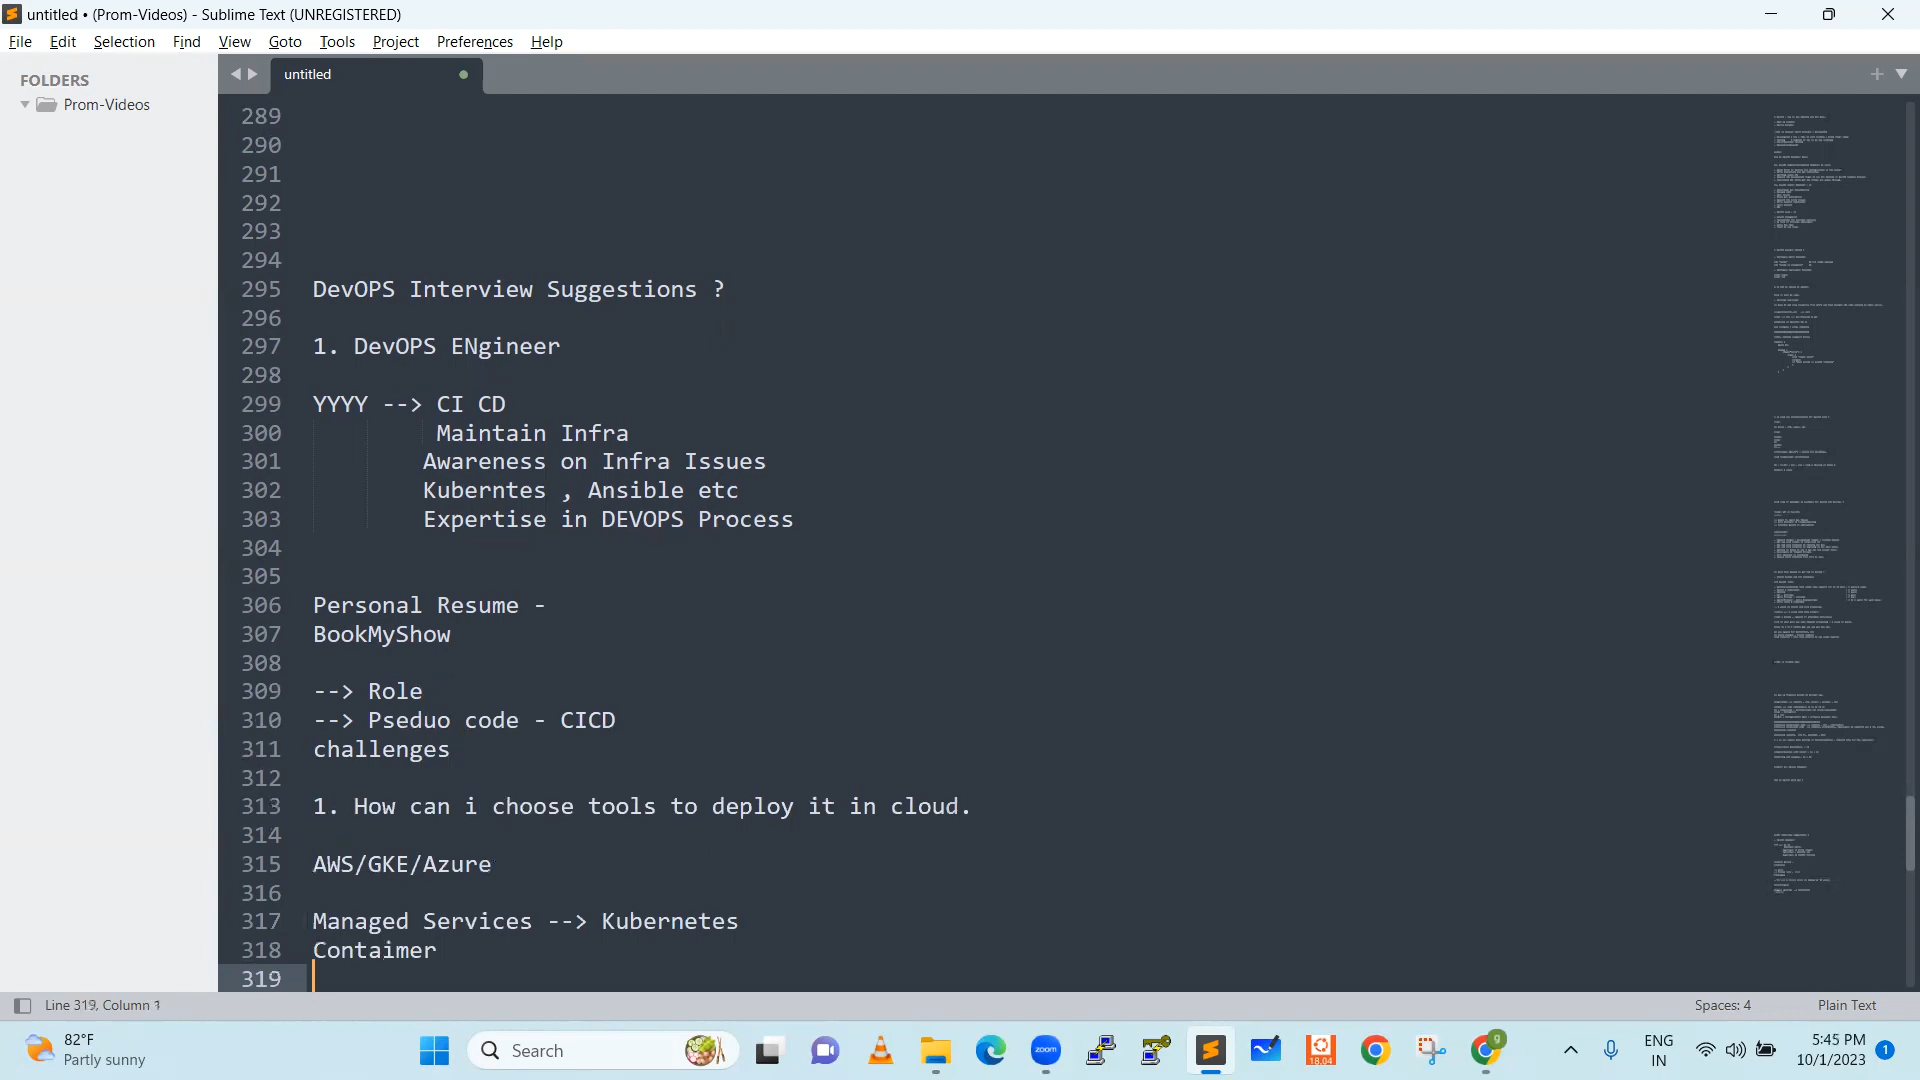 untitled • (Prom-Videos) - Sublime Text (UNREGISTERED)
File Edit Selection Find View Goto Tools Project Preferences Help
FOLDERS
Prom-Videos
untitled
289
290
291
292
293
294
295 DevOPS Interview Suggestions ?
296
297 1. DevOPS ENgineer
298
299 YYYY --> CI CD
300 Maintain Infra
301 Awareness on Infra Issues
302 Kuberntes , Ansible etc
303 Expertise in DEVOPS Process
304
305
306 Personal Resume -
307 BookMyShow
308
309 --> Role
310 --> Pseduo code - CICD
311 challenges
312
313 1. How can i choose tools to deploy it in cloud.
314
315 AWS/GKE/Azure
316
317 Managed Services --> Kubernetes
318 Contaimer
319
Line 319, Column 1
Spaces: 4 Plain Text
82°F
Partly sunny
Search
zoom
18.04
g
ENG
IN
5:45 PM
10/1/2023
1